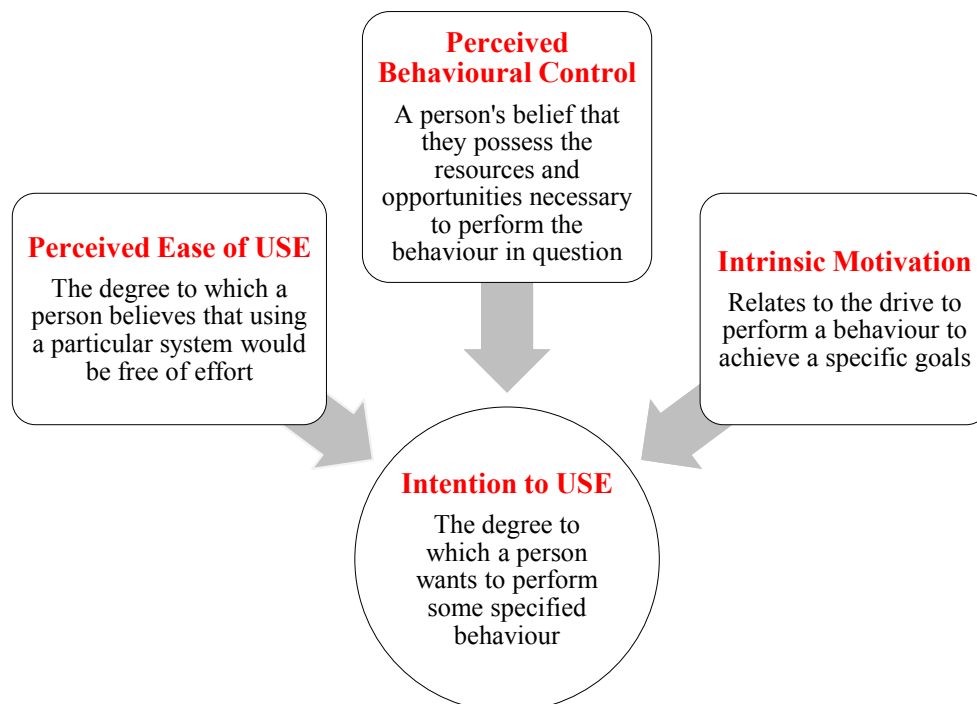 Perceived
Behavioural Control
A person's belief that
they possess the
resources and
opportunities necessary
to perform the
behaviour in question
Perceived Ease of USE
The degree to which a
person believes that using
a particular system would
be free of effort
Intrinsic Motivation
Relates to the drive to
perform a behaviour to
achieve a specific goals
Intention to USE
The degree to
which a person
wants to perform
some specified
behaviour